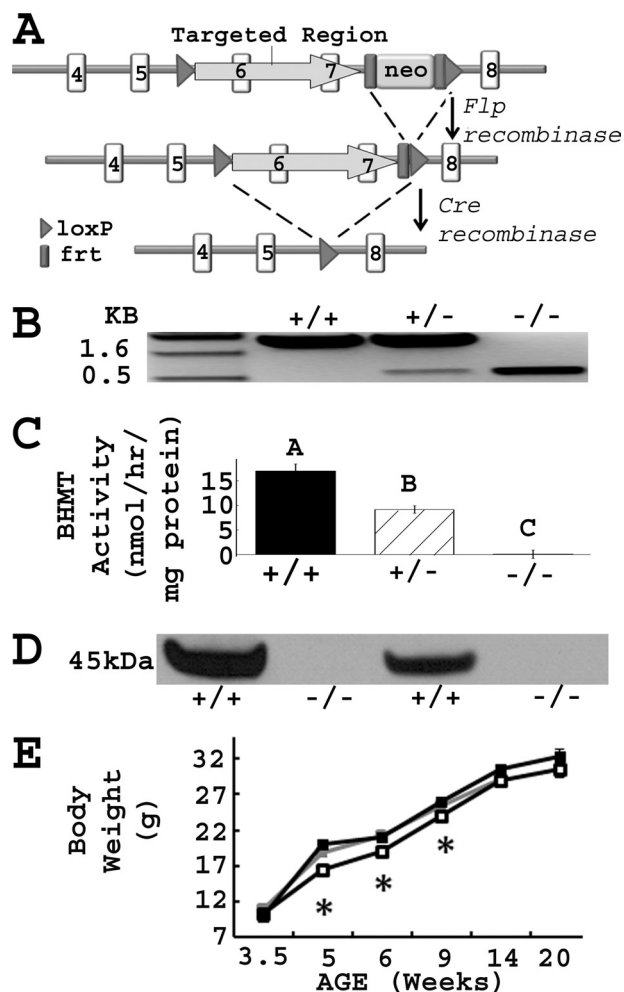 A
Targeted Region
4 5 6 7 neo 8
Flp
recombinase
4 5 6 7 8
Cre
recombinase
loxP
frt
4 5 8
B
KB +/+ +/- -/-
1.6
0.5
C
BHMT
Activity
(nmol/hr/
mg protein)
15
10
5
0
A
B
C
+/+ +/- -/-
D
45kDa
+/+ -/- +/+ -/-
E
Body
Weight
(g)
32
27
22
17
12
7
* * *
3.5 5 6 9 14 20
AGE (Weeks)